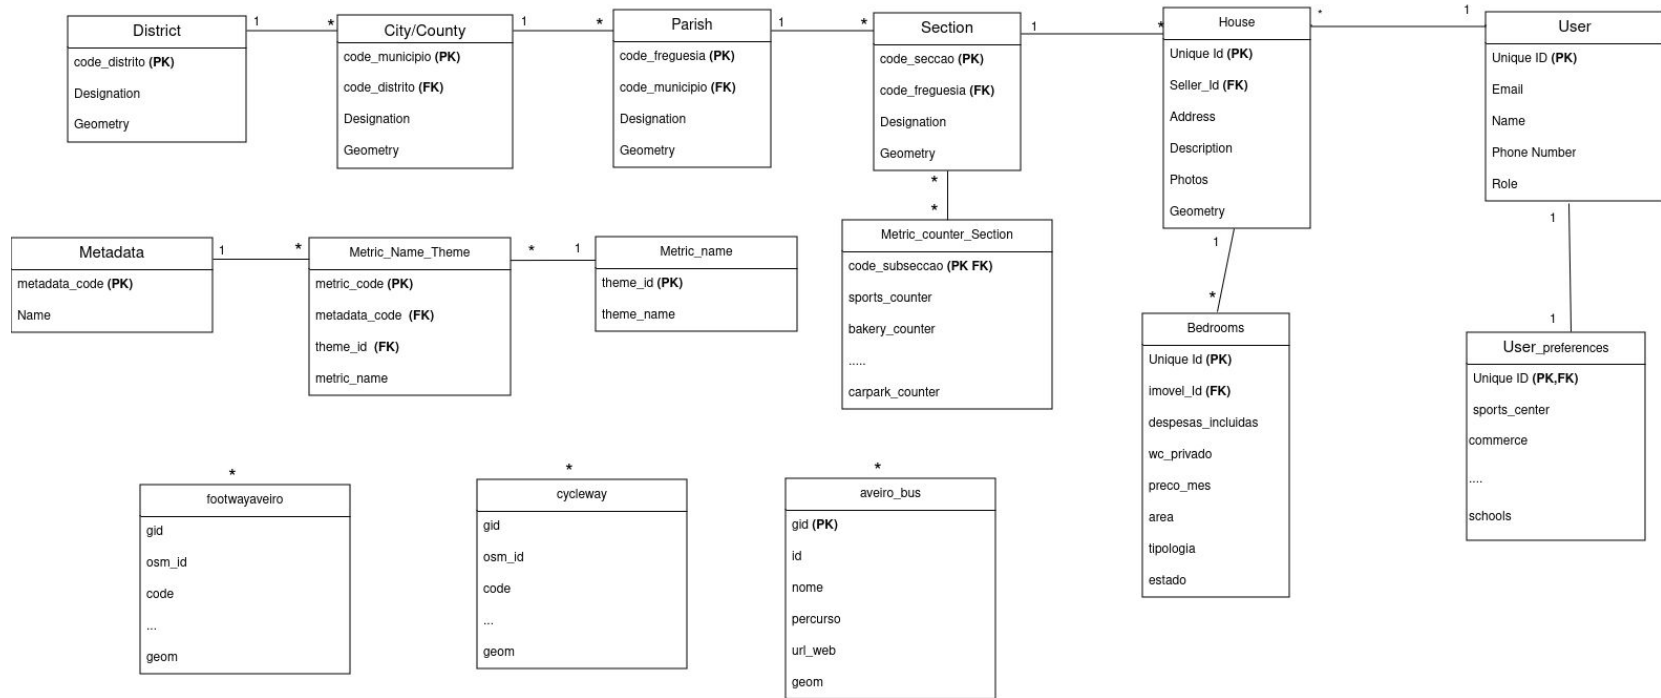 District
code_distrito (PK)
Designation
Geometry
1
*
City/County
code_municipio (PK)
code_distrito (FK)
Designation
Geometry
1
*
Parish
code_freguesia (PK)
code_municipio (FK)
Designation
Geometry
1
*
Section
code_seccao (PK)
code_freguesia (FK)
Designation
Geometry
1
*
House
Unique Id (PK)
Seller_Id (FK)
Address
Description
Photos
Geometry
*
1
User
Unique ID (PK)
Email
Name
Phone Number
Role
Metadata
metadata_code (PK)
Name
1
*
Metric_Name_Theme
metric_code (PK)
metadata_code (FK)
theme_id (FK)
metric_name
*
1
Metric_name
theme_id (PK)
theme_name
*
*
Metric_counter_Section
code_subseccao (PK FK)
sports_counter
bakery_counter
.....
carpark_counter
1
*
Bedrooms
Unique Id (PK)
imovel_Id (FK)
despesas_incluidas
wc_privado
preco_mes
area
tipologia
estado
1
1
User_preferences
Unique ID (PK,FK)
sports_center
commerce
....
schools
*
footwayaveiro
gid
osm_id
code
...
geom
*
cycleway
gid
osm_id
code
...
geom
*
aveiro_bus
gid (PK)
id
nome
percurso
url_web
geom